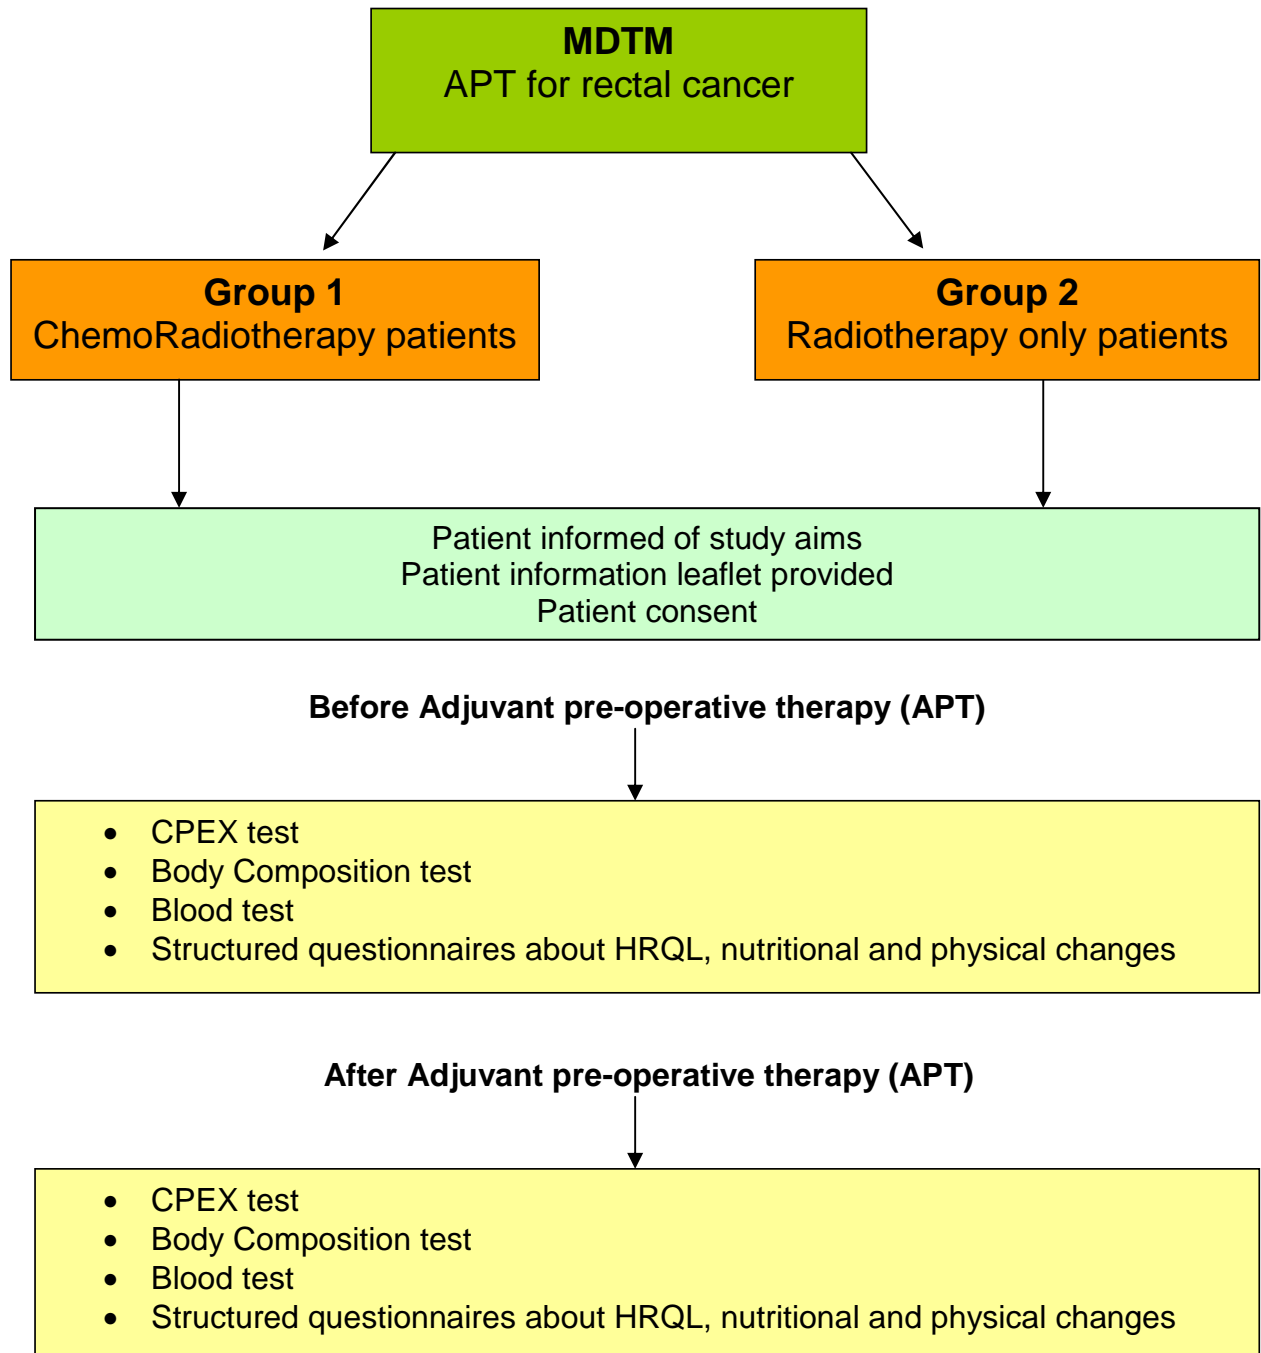 MDTM
APT for rectal cancer
Group 1
ChemoRadiotherapy patients
Group 2
Radiotherapy only patients
Patient informed of study aims
Patient information leaflet provided
Patient consent
Before Adjuvant pre-operative therapy (APT)
• CPEX test
• Body Composition test
• Blood test
• Structured questionnaires about HRQL, nutritional and physical changes
After Adjuvant pre-operative therapy (APT)
• CPEX test
• Body Composition test
• Blood test
• Structured questionnaires about HRQL, nutritional and physical changes